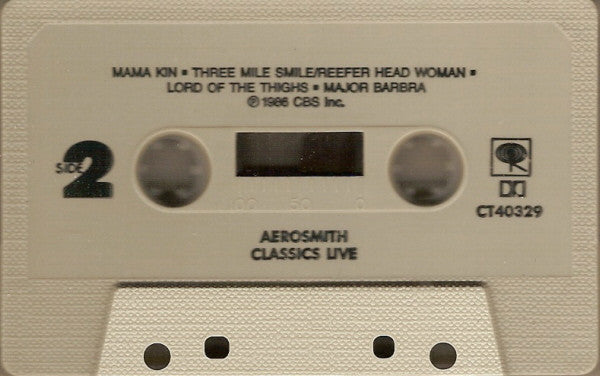 MAMA KIN ▪ THREE MILE SMILE/REEFER HEAD WOMAN ▪
LORD OF THE THIGHS ▪ MAJOR BARBRA
Ⓟ 1986 CBS Inc.
SIDE 2
50 0
CT40329
AEROSMITH
CLASSICS LIVE